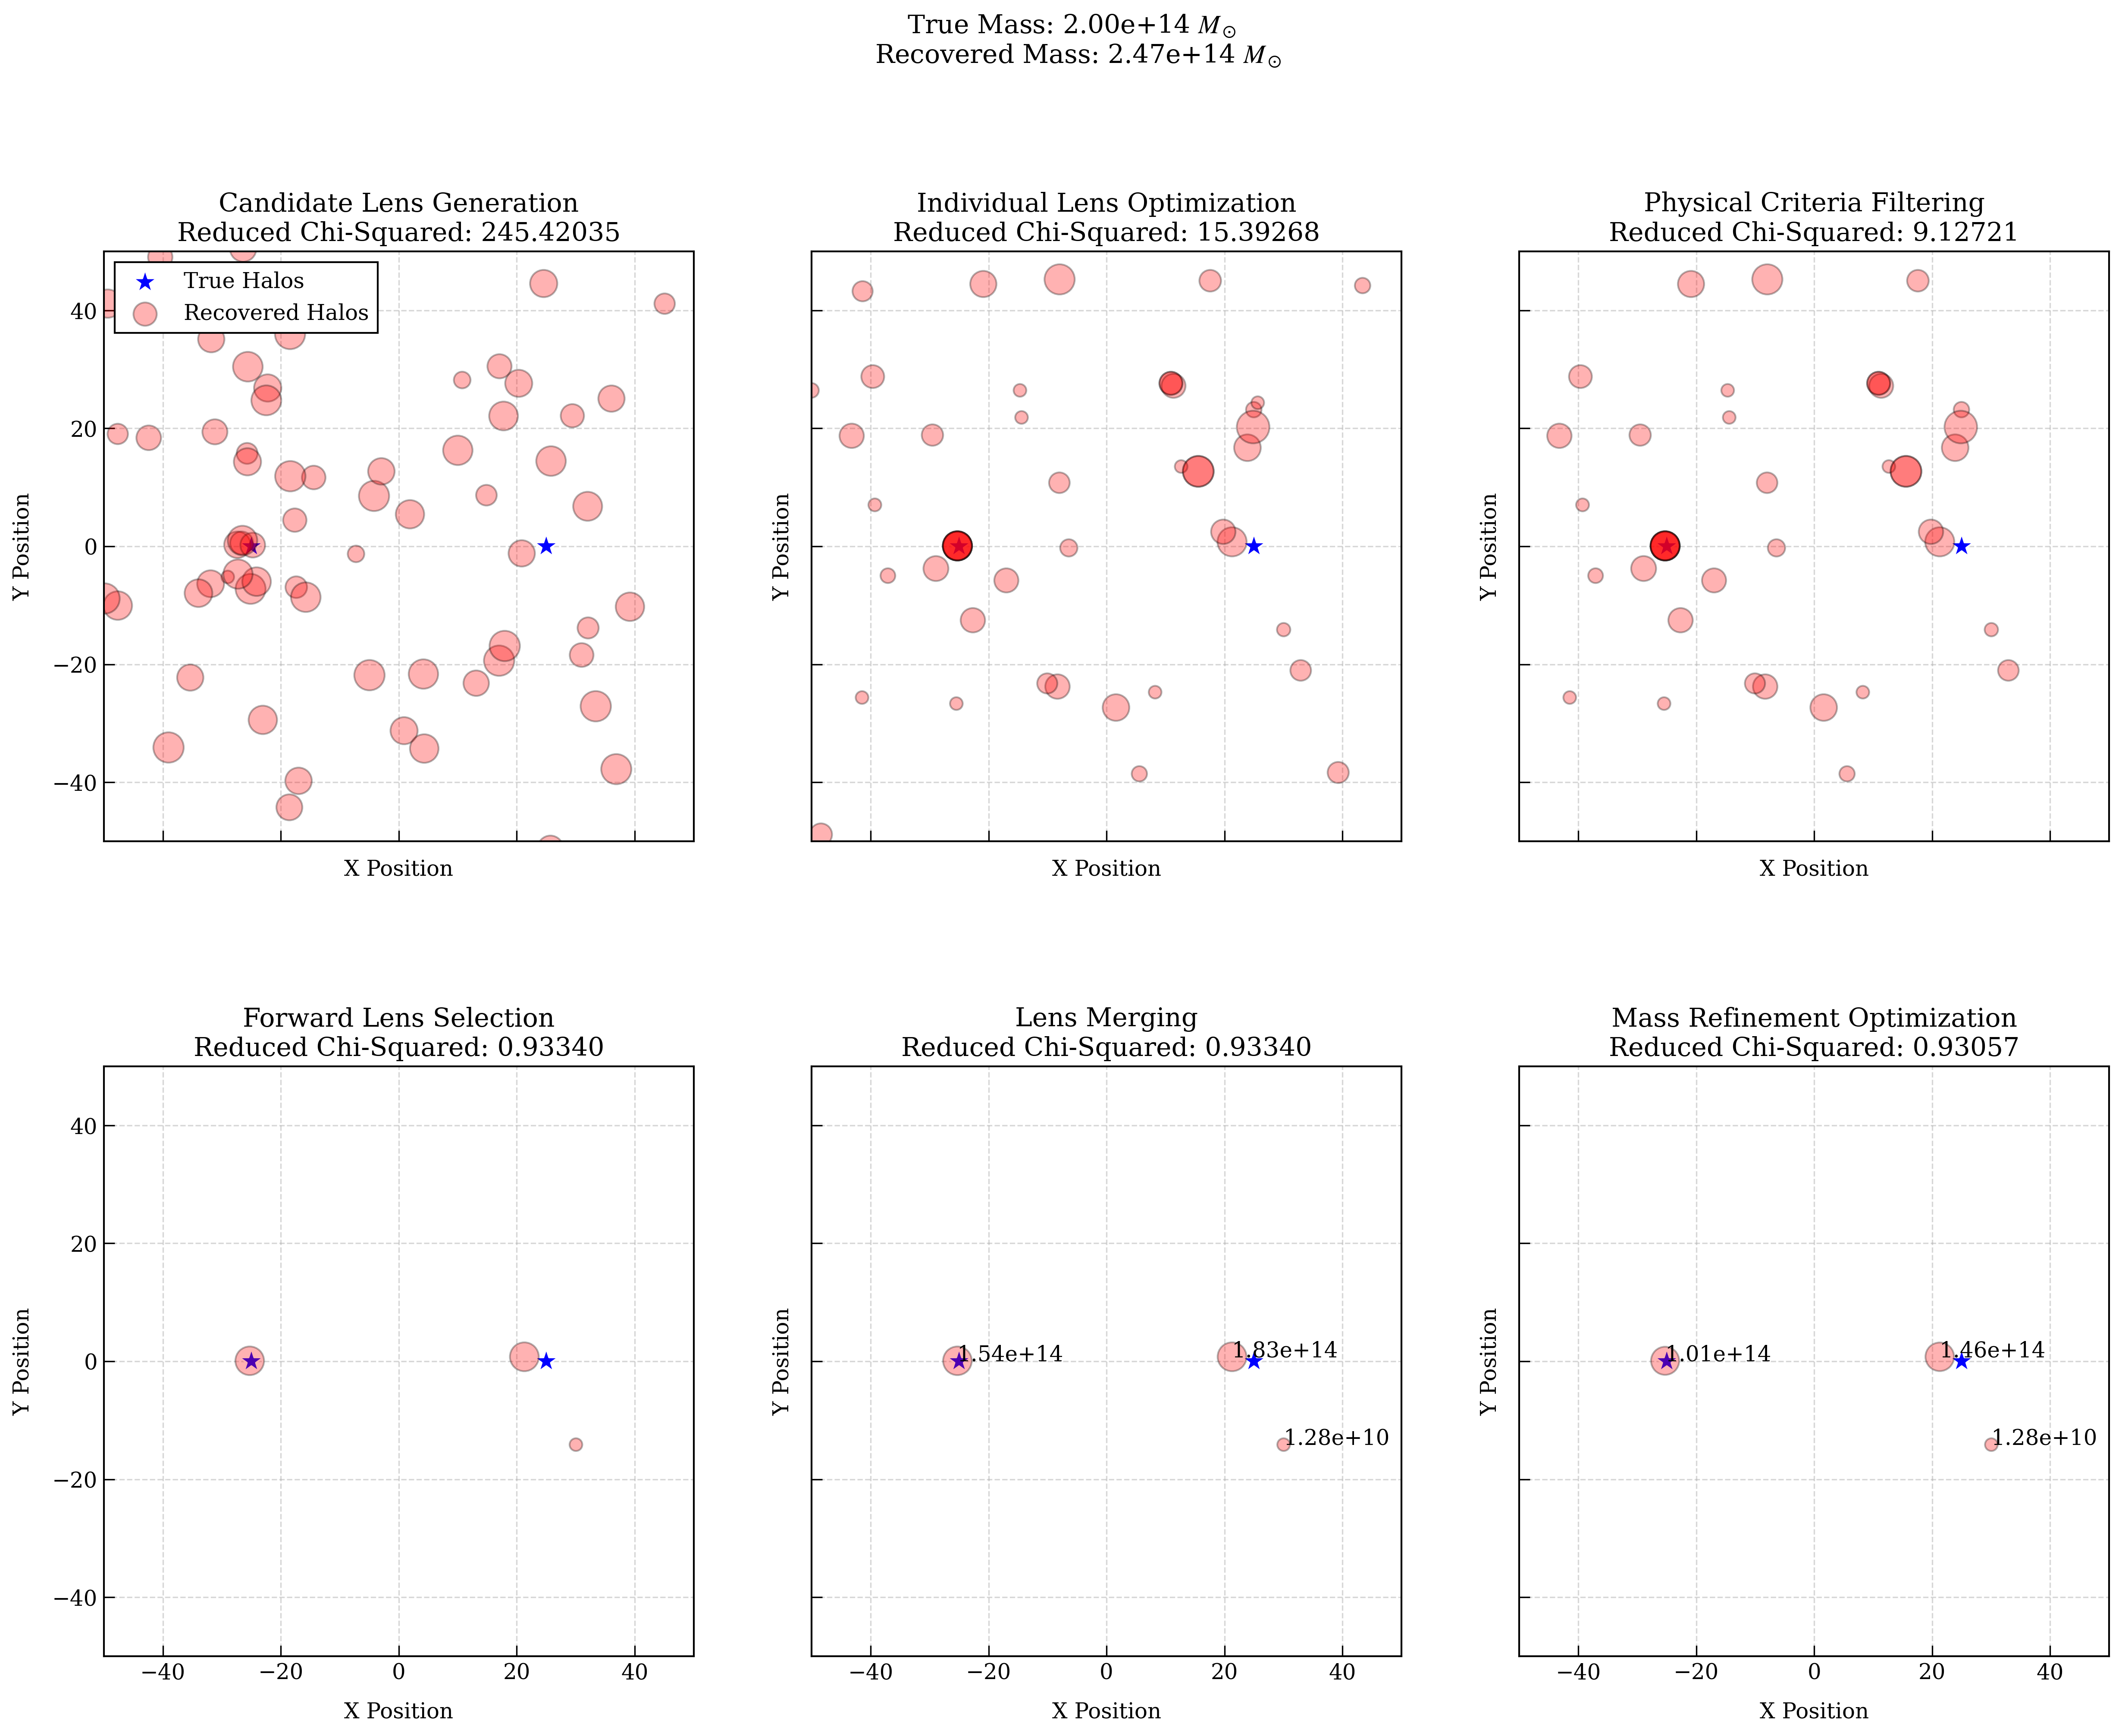 True Mass: 2.00e+14 M⊙
Recovered Mass: 2.47e+14 M⊙
Candidate Lens Generation
Reduced Chi-Squared: 245.42035
True Halos
Recovered Halos
40
20
0
−20
−40
Y Position
X Position
Individual Lens Optimization
Reduced Chi-Squared: 15.39268
Y Position
X Position
Physical Criteria Filtering
Reduced Chi-Squared: 9.12721
Y Position
X Position
Forward Lens Selection
Reduced Chi-Squared: 0.93340
40
20
0
−20
−40
Y Position
−40 −20 0 20 40
X Position
Lens Merging
Reduced Chi-Squared: 0.93340
1.54e+14
1.83e+14
1.28e+10
Y Position
−40 −20 0 20 40
X Position
Mass Refinement Optimization
Reduced Chi-Squared: 0.93057
1.01e+14
1.46e+14
1.28e+10
Y Position
−40 −20 0 20 40
X Position